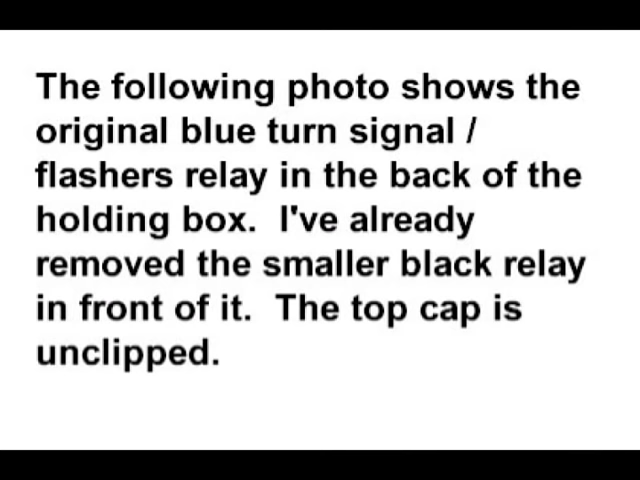 The following photo shows the
original blue turn signal /
flashers relay in the back of the
holding box.  I've already
removed the smaller black relay
in front of it.  The top cap is
unclipped.